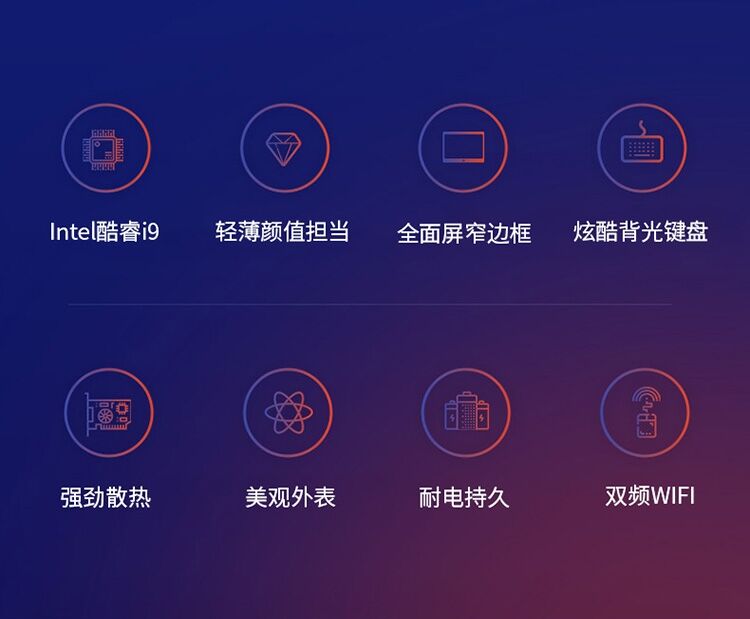 Intel酷睿i9
轻薄颜值担当
全面屏窄边框
炫酷背光键盘
强劲散热
美观外表
耐电持久
双频WIFI